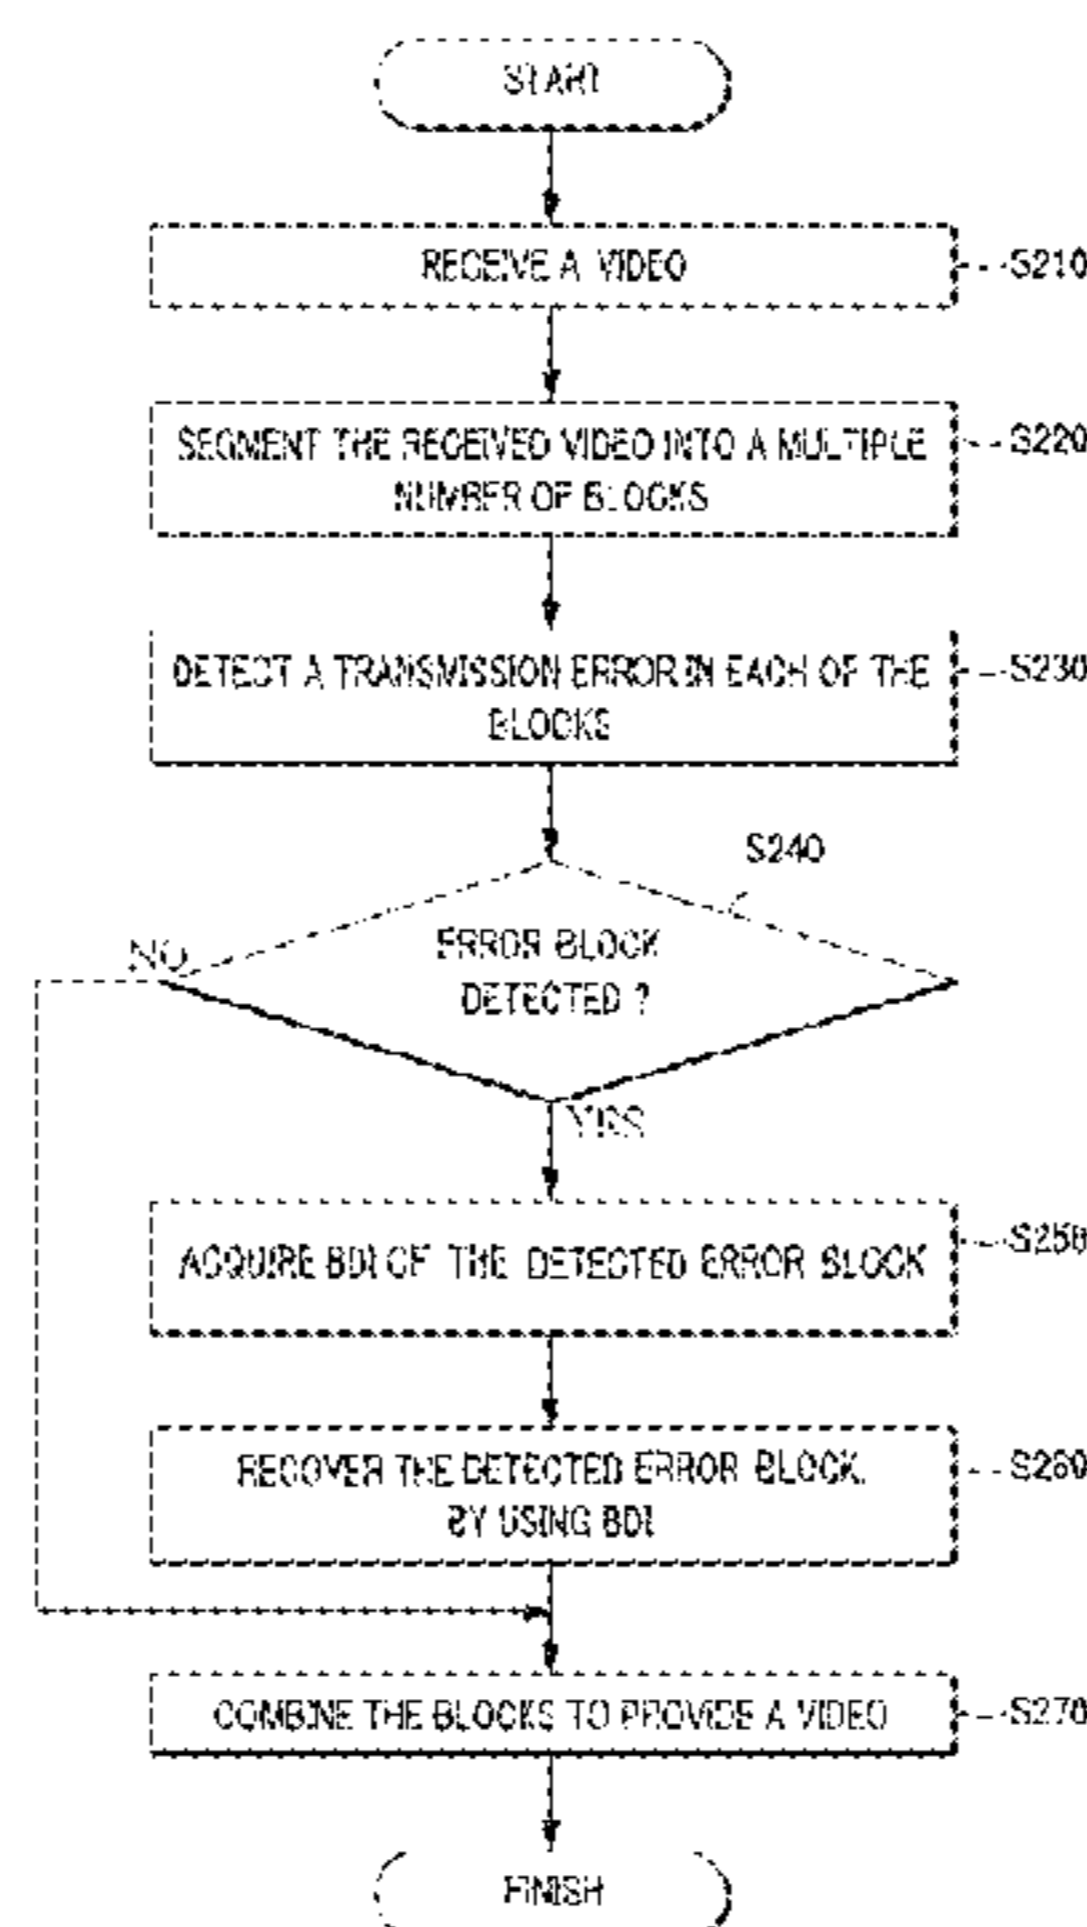 START
RECEIVE A VIDEO
S210
SEGMENT THE RECEIVED VIDEO INTO A MULTIPLE
NUMBER OF BLOCKS
S220
DETECT A TRANSMISSION ERROR IN EACH OF THE
BLOCKS
S230
S240
ERROR BLOCK
DETECTED ?
NO
YES
ACQUIRE BDI OF THE DETECTED ERROR BLOCK
S250
RECOVER THE DETECTED ERROR BLOCK
BY USING BDI
S260
COMBINE THE BLOCKS TO PROVIDE A VIDEO
S270
FINISH